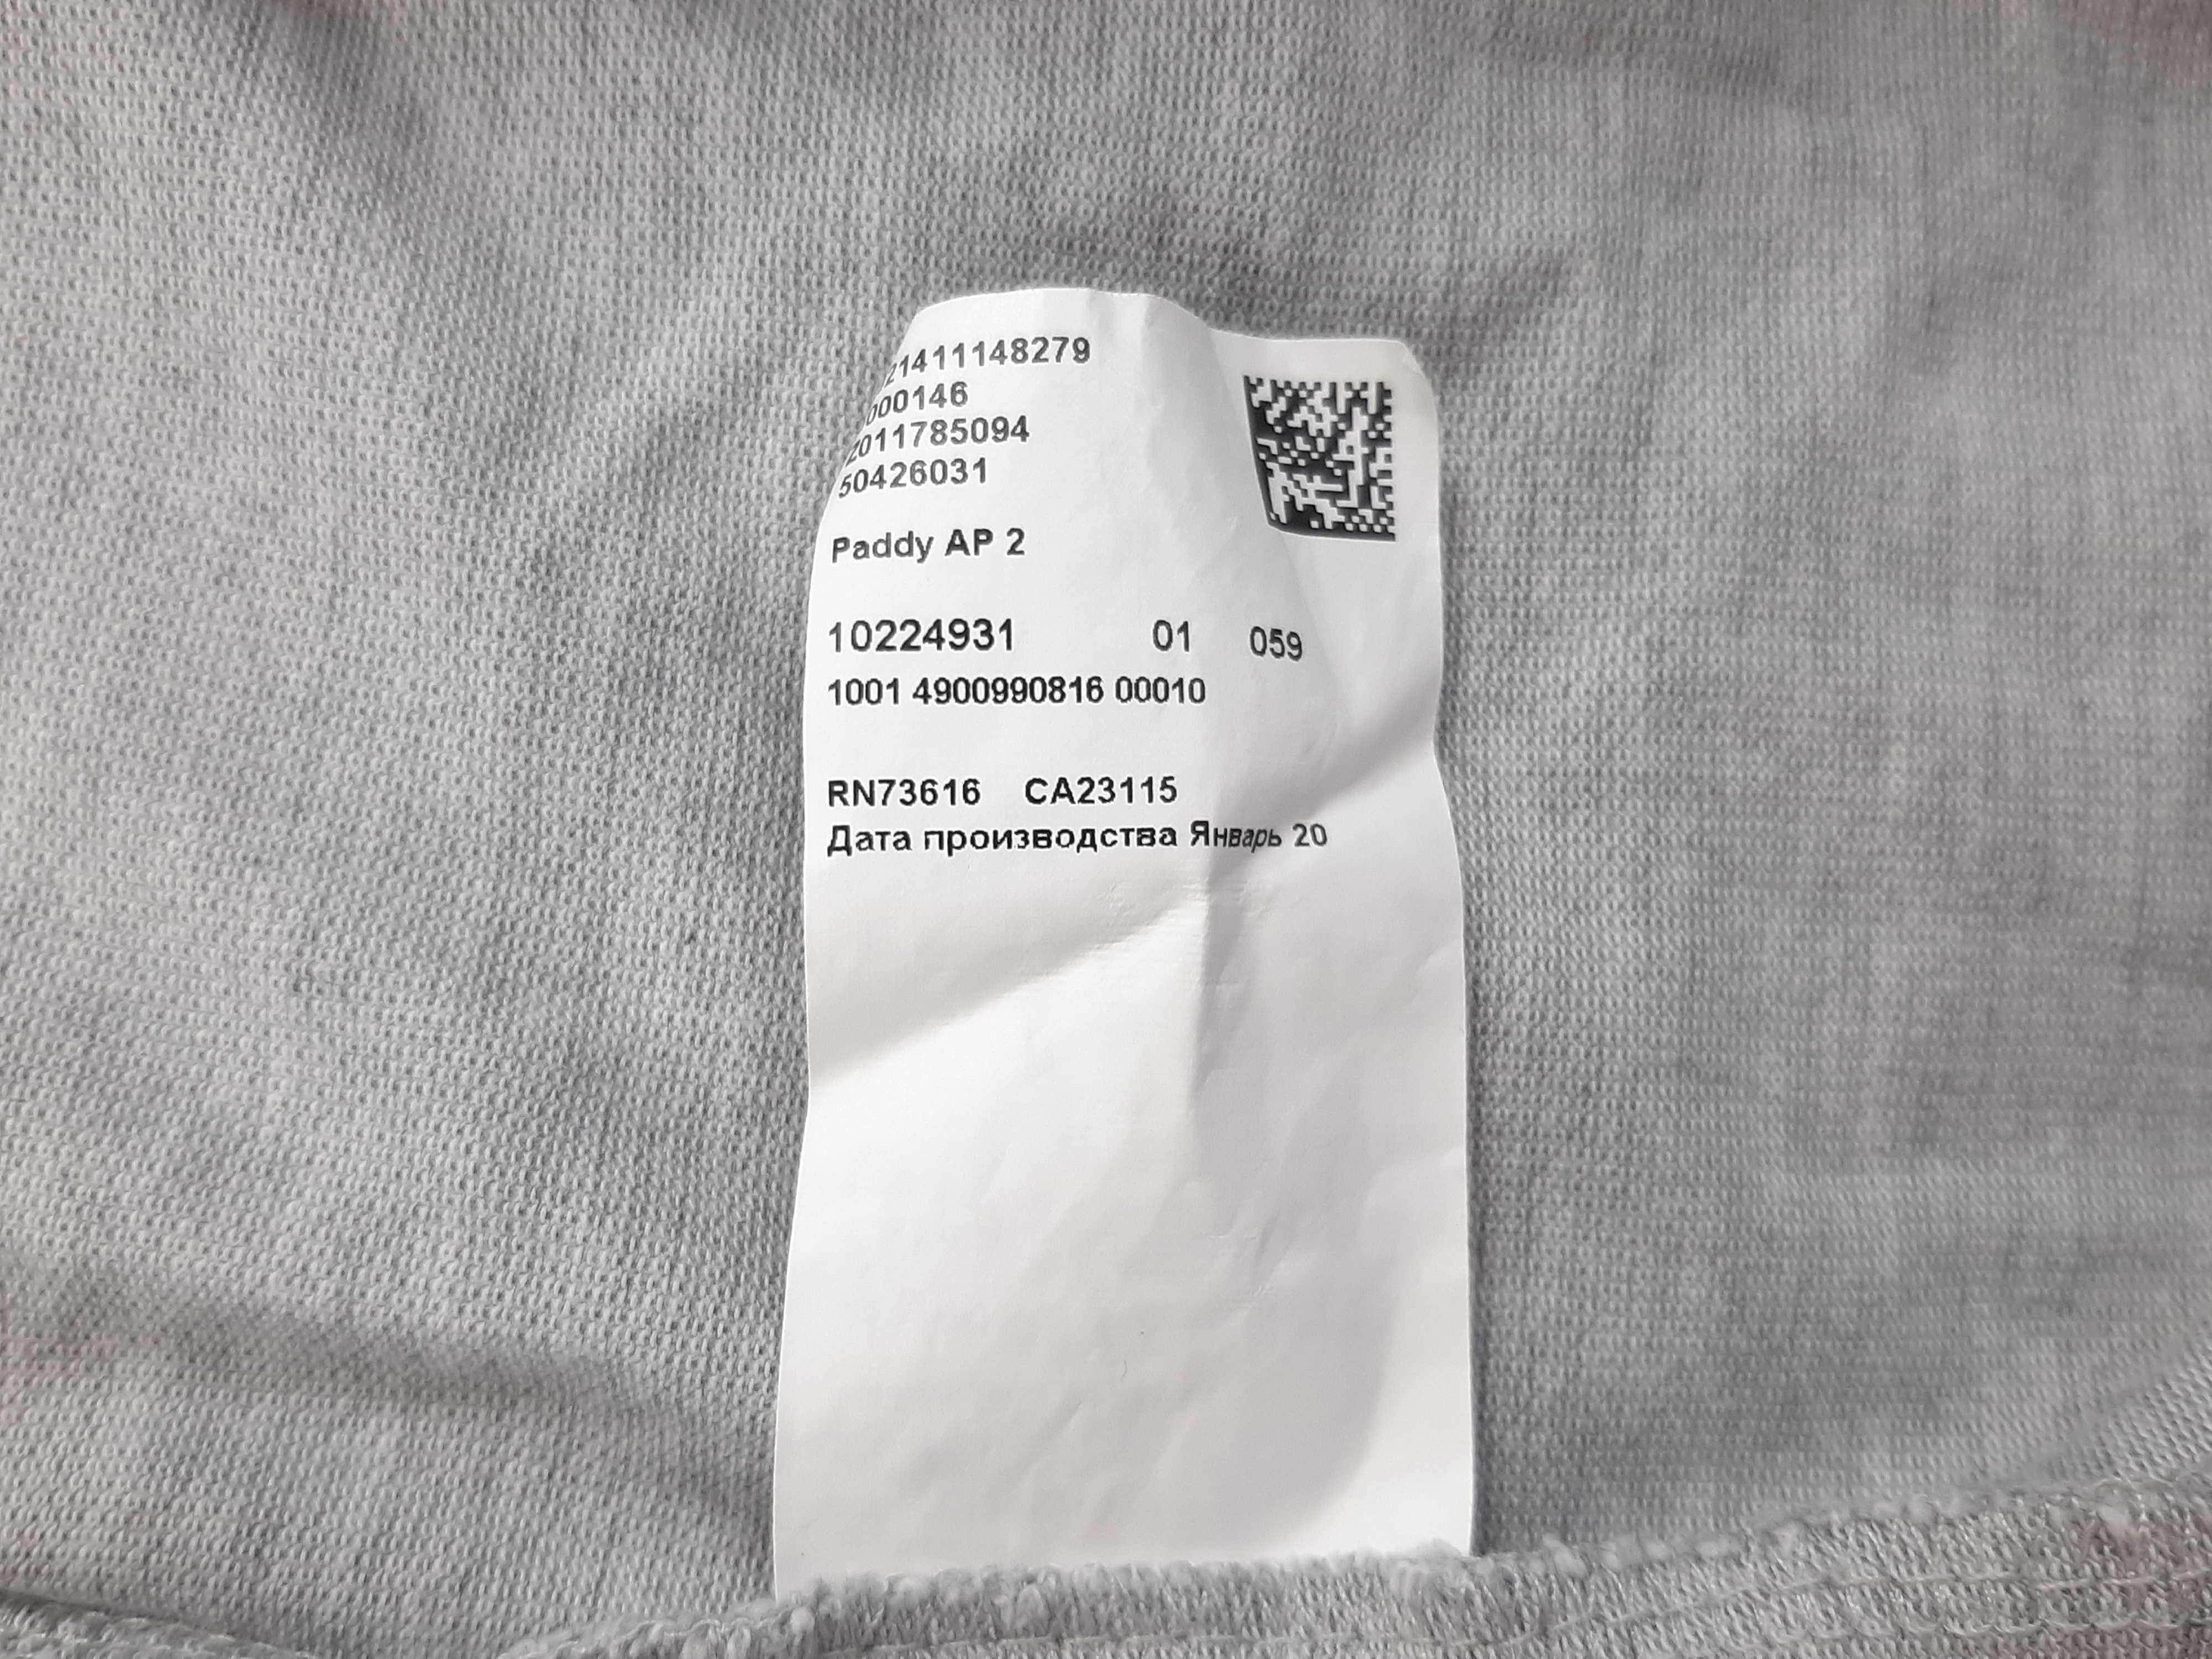 21411148279
000146
2011785094
50426031
Paddy AP 2
10224931 01 059
1001 4900990816 00010
RN73616 CA23115
Дата производства Январь 20